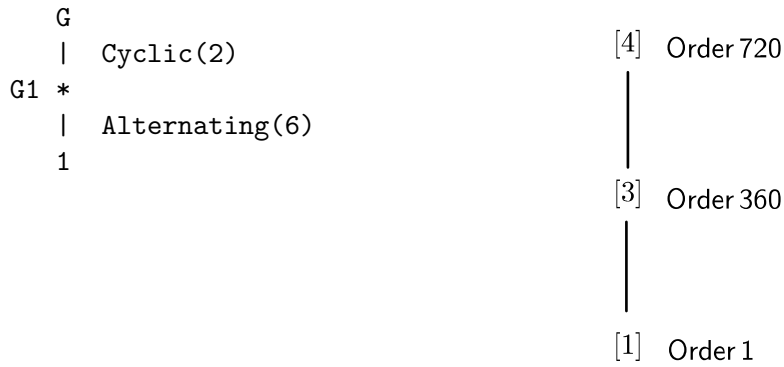 G
| Cyclic(2)
G1 *
| Alternating(6)
1
[4] Order 720
[3] Order 360
[1] Order 1